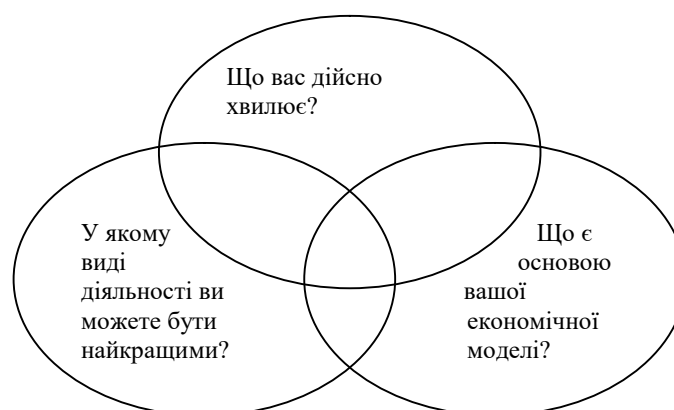 Що вас дійсно
хвилює?
У якому
виді
діяльності ви
можете бути
найкращими?
Що є
основою
вашої
економічної
моделі?